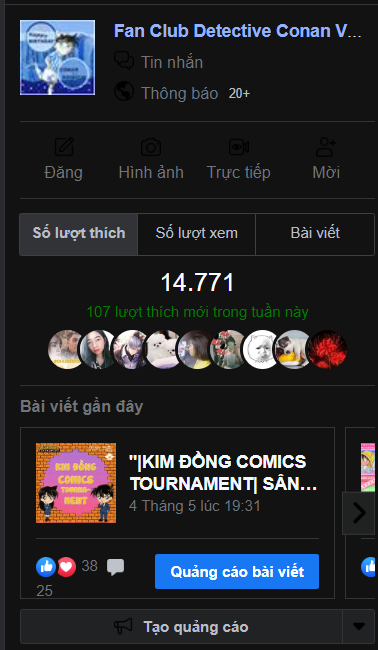 Fan Club Detective Conan V...
Tin nhắn
Thông báo 20+
Đăng Hình ảnh Trực tiếp Mời
Số lượt thích Số lượt xem Bài viết
14.771
107 lượt thích mới trong tuần này
Bài viết gần đây
KIM ĐỒNG
COMICS
TOURNA-
MENT
"|KIM ĐỒNG COMICS
TOURNAMENT| SÂN...
4 Tháng 5 lúc 19:31
38
25
Quảng cáo bài viết
Tạo quảng cáo